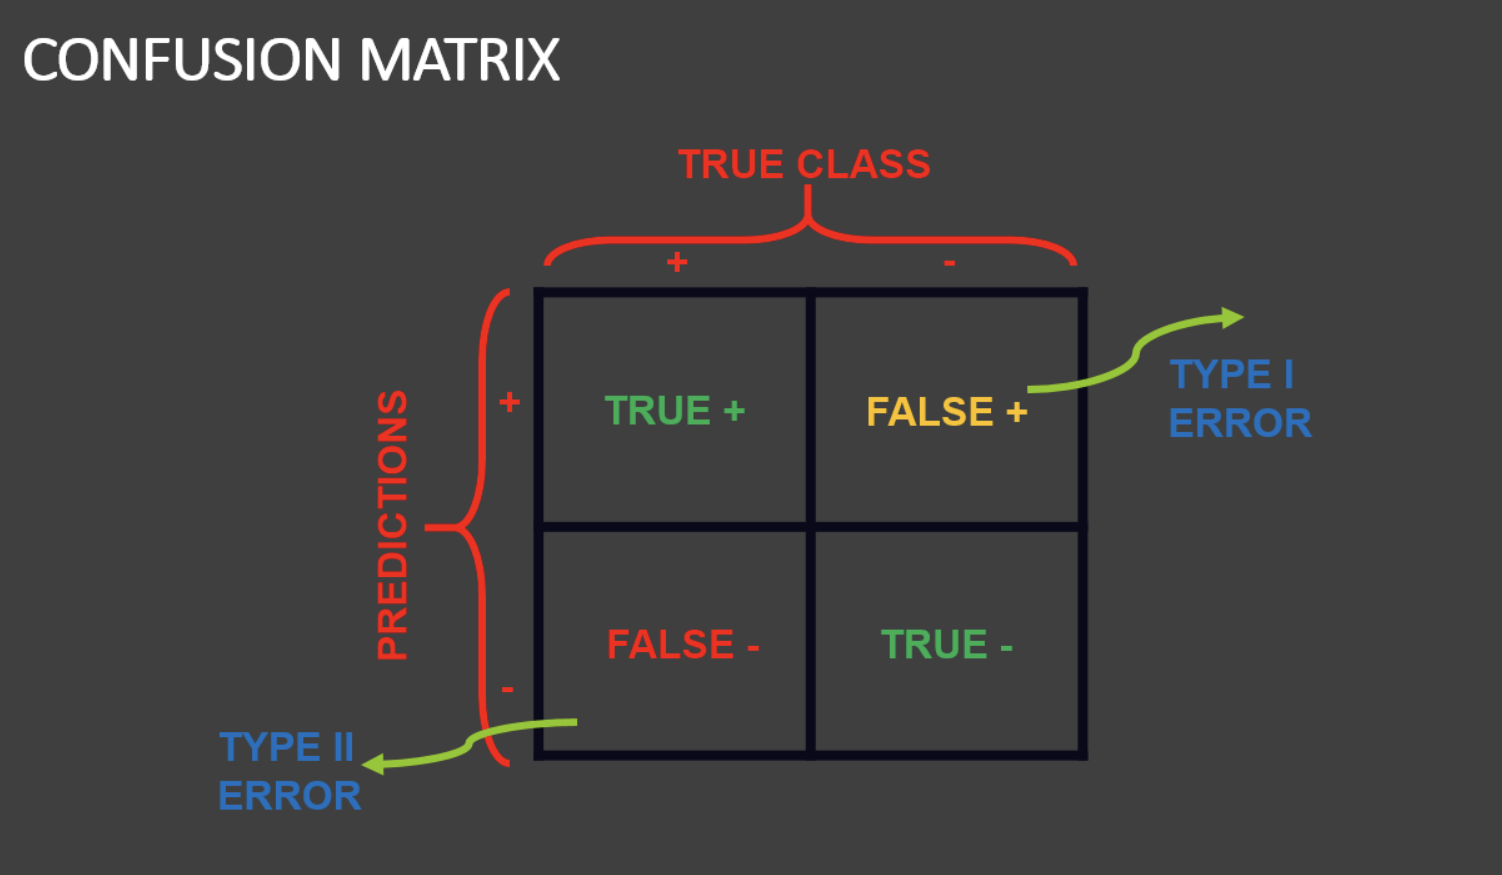 CONFUSION MATRIX
TRUE CLASS
+ -
PREDICTIONS
+
TRUE +
FALSE +
TYPE I
ERROR
-
FALSE -
TRUE -
TYPE II
ERROR